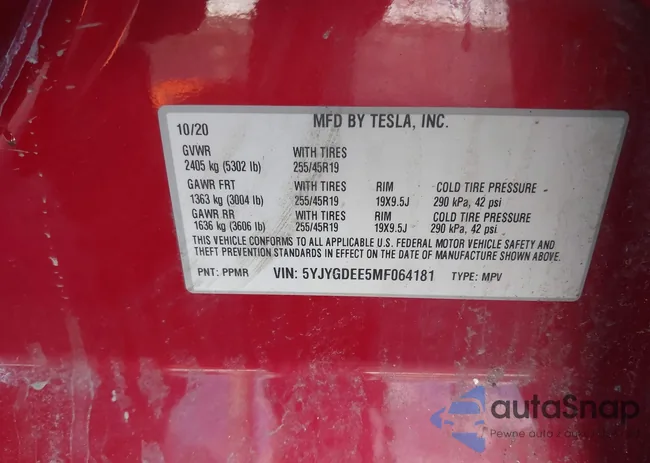 10/20 MFD BY TESLA, INC.
GVWR WITH TIRES
2405 kg (5302 lb) 255/45R19
GAWR FRT WITH TIRES RIM COLD TIRE PRESSURE
1363 kg (3004 lb) 255/45R19 19X9.5J 290 kPa, 42 psi
GAWR RR WITH TIRES RIM COLD TIRE PRESSURE
1636 kg (3606 lb) 255/45R19 19X9.5J 290 kPa, 42 psi
THIS VEHICLE CONFORMS TO ALL APPLICABLE U.S. FEDERAL MOTOR VEHICLE SAFETY AND
THEFT PREVENTION STANDARDS IN EFFECT ON THE DATE OF MANUFACTURE SHOWN ABOVE.
PNT: PPMR VIN: 5YJYGDEE5MF064181 TYPE: MPV
autaSnap
Pewne auto z